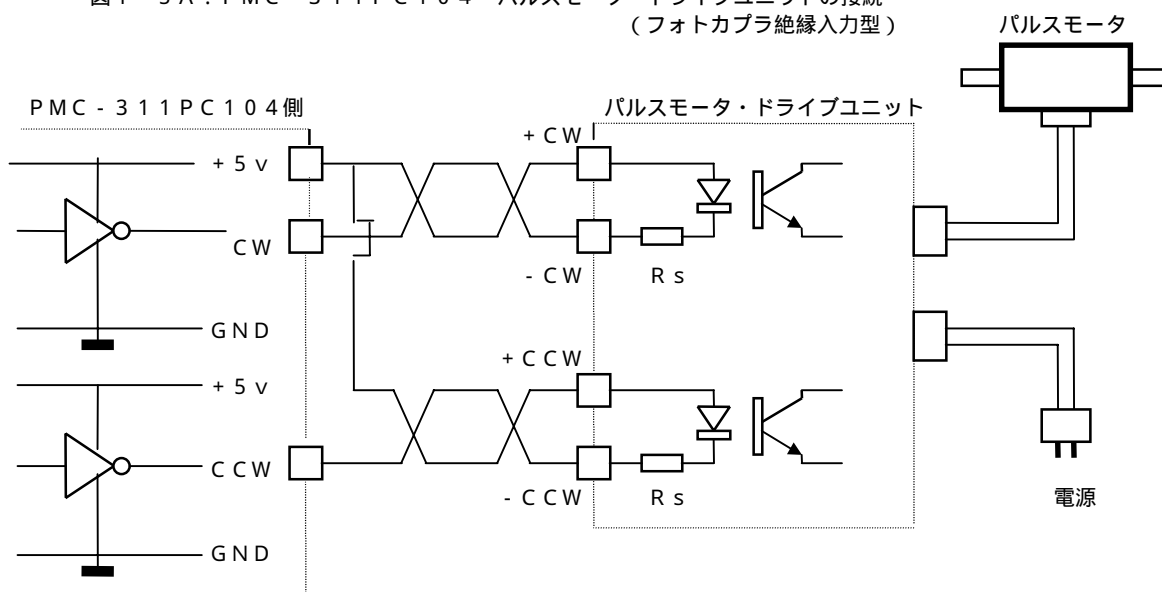 (フォトカプラ絶縁入力型)
パルスモータ
PMC-311PC104側
パルスモータ・ドライブユニット
+CW
+5v
CW
-CW
Rs
GND
+CCW
+5v
CCW
-CCW
Rs
電源
GND